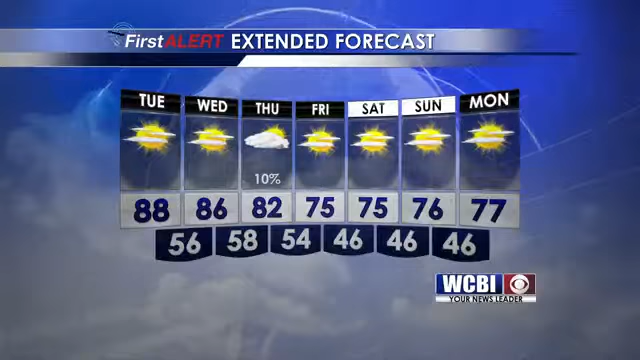 FirstALERT EXTENDED FORECAST
TUE WED THU FRI SAT SUN MON
10%
88 86 82 75 75 76 77
56 58 54 46 46 46
WCBI
YOUR NEWS LEADER